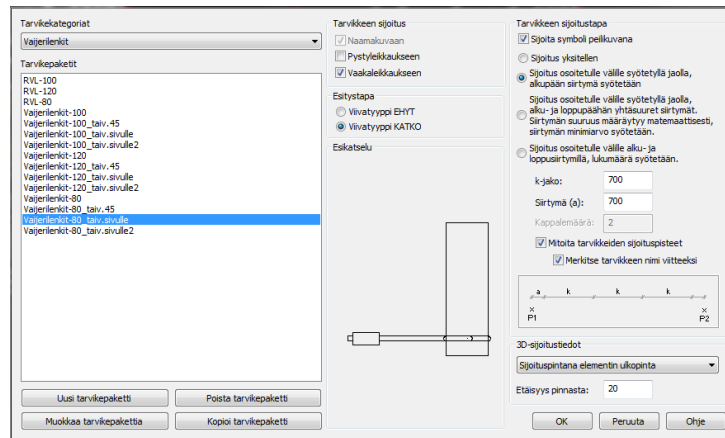 Tarvikekategoriat
Vaijerilenkit
Tarvikepaketit
RVL-100
RVL-120
RVL-80
Vaijerilenkit-100
Vaijerilenkit-100_taiv.45
Vaijerilenkit-100_taiv.sivulle
Vaijerilenkit-100_taiv.sivulle2
Vaijerilenkit-120
Vaijerilenkit-120_taiv.45
Vaijerilenkit-120_taiv.sivulle
Vaijerilenkit-120_taiv.sivulle2
Vaijerilenkit-80
Vaijerilenkit-80_taiv.45
Vaijerilenkit-80_taiv.sivulle
Vaijerilenkit-80_taiv.sivulle2
Uusi tarvikepaketti
Poista tarvikepaketti
Muokkaa tarvikepakettia
Kopioi tarvikepaketti
Tarvikkeen sijoitus
Naamakuvaan
Pystyleikkaukseen
Vaakaleikkaukseen
Esitystapa
Viivatyyppi EHYT
Viivatyyppi KATKO
Esikatselu
Tarvikkeen sijoitustapa
Sijoita symboli peilikuvana
Sijoitus yksitellen
Sijoitus osoitetulle välille syötetyllä jaolla,
alkupään siirtymä syötetään
Sijoitus osoitetulle välille syötetyllä jaolla,
alku- ja loppupäähän yhtäsuuret siirtymät.
Siirtymän suuruus määräytyy matemaattisesti,
siirtymän minimiarvo syötetään.
Sijoitus osoitetulle välille alku- ja
loppusiirtymillä, lukumäärä syötetään.
k-jako: 700
Siirtymä (a): 700
Kappalemäärä: 2
Mitoita tarvikkeiden sijoituspisteet
Merkitse tarvikkeen nimi viitteeksi
a k k k
P1 P2
3D-sijoitustiedot
Sijoituspintana elementin ulkopinta
Etäisyys pinnasta: 20
OK
Peruuta
Ohje